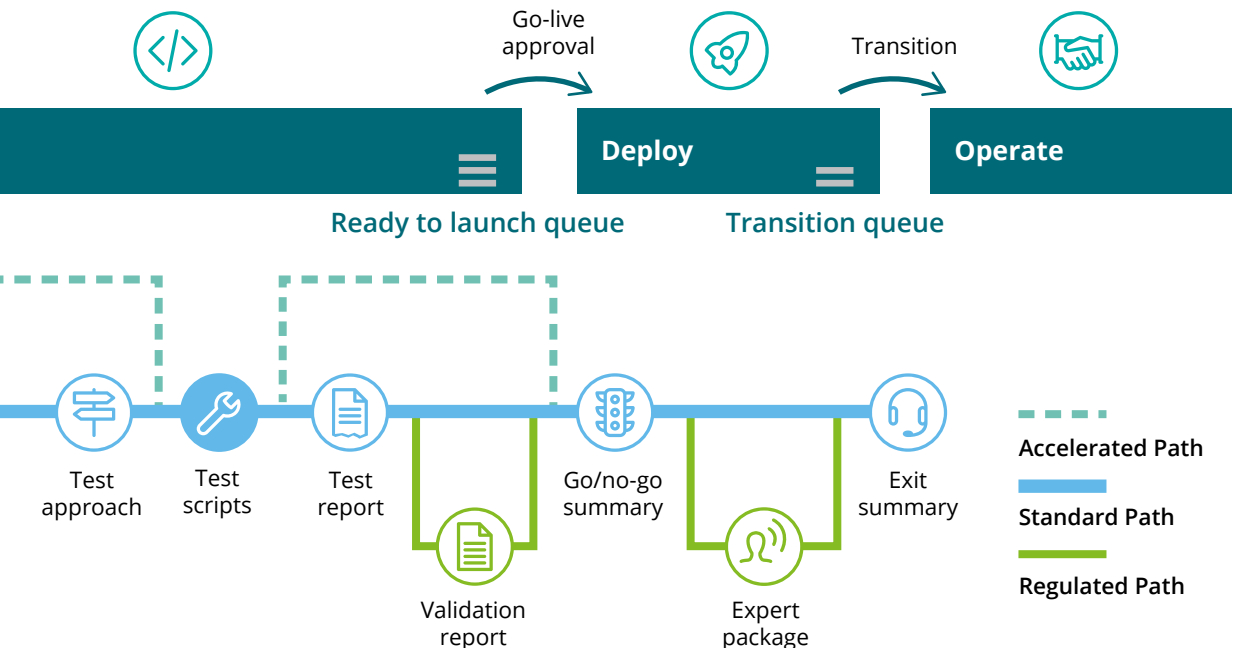 Go-live
approval
Transition
Deploy
Operate
Ready to launch queue
Transition queue
Test
approach
Test
scripts
Test
report
Go/no-go
summary
Exit
summary
Validation
report
Expert
package
Accelerated Path
Standard Path
Regulated Path